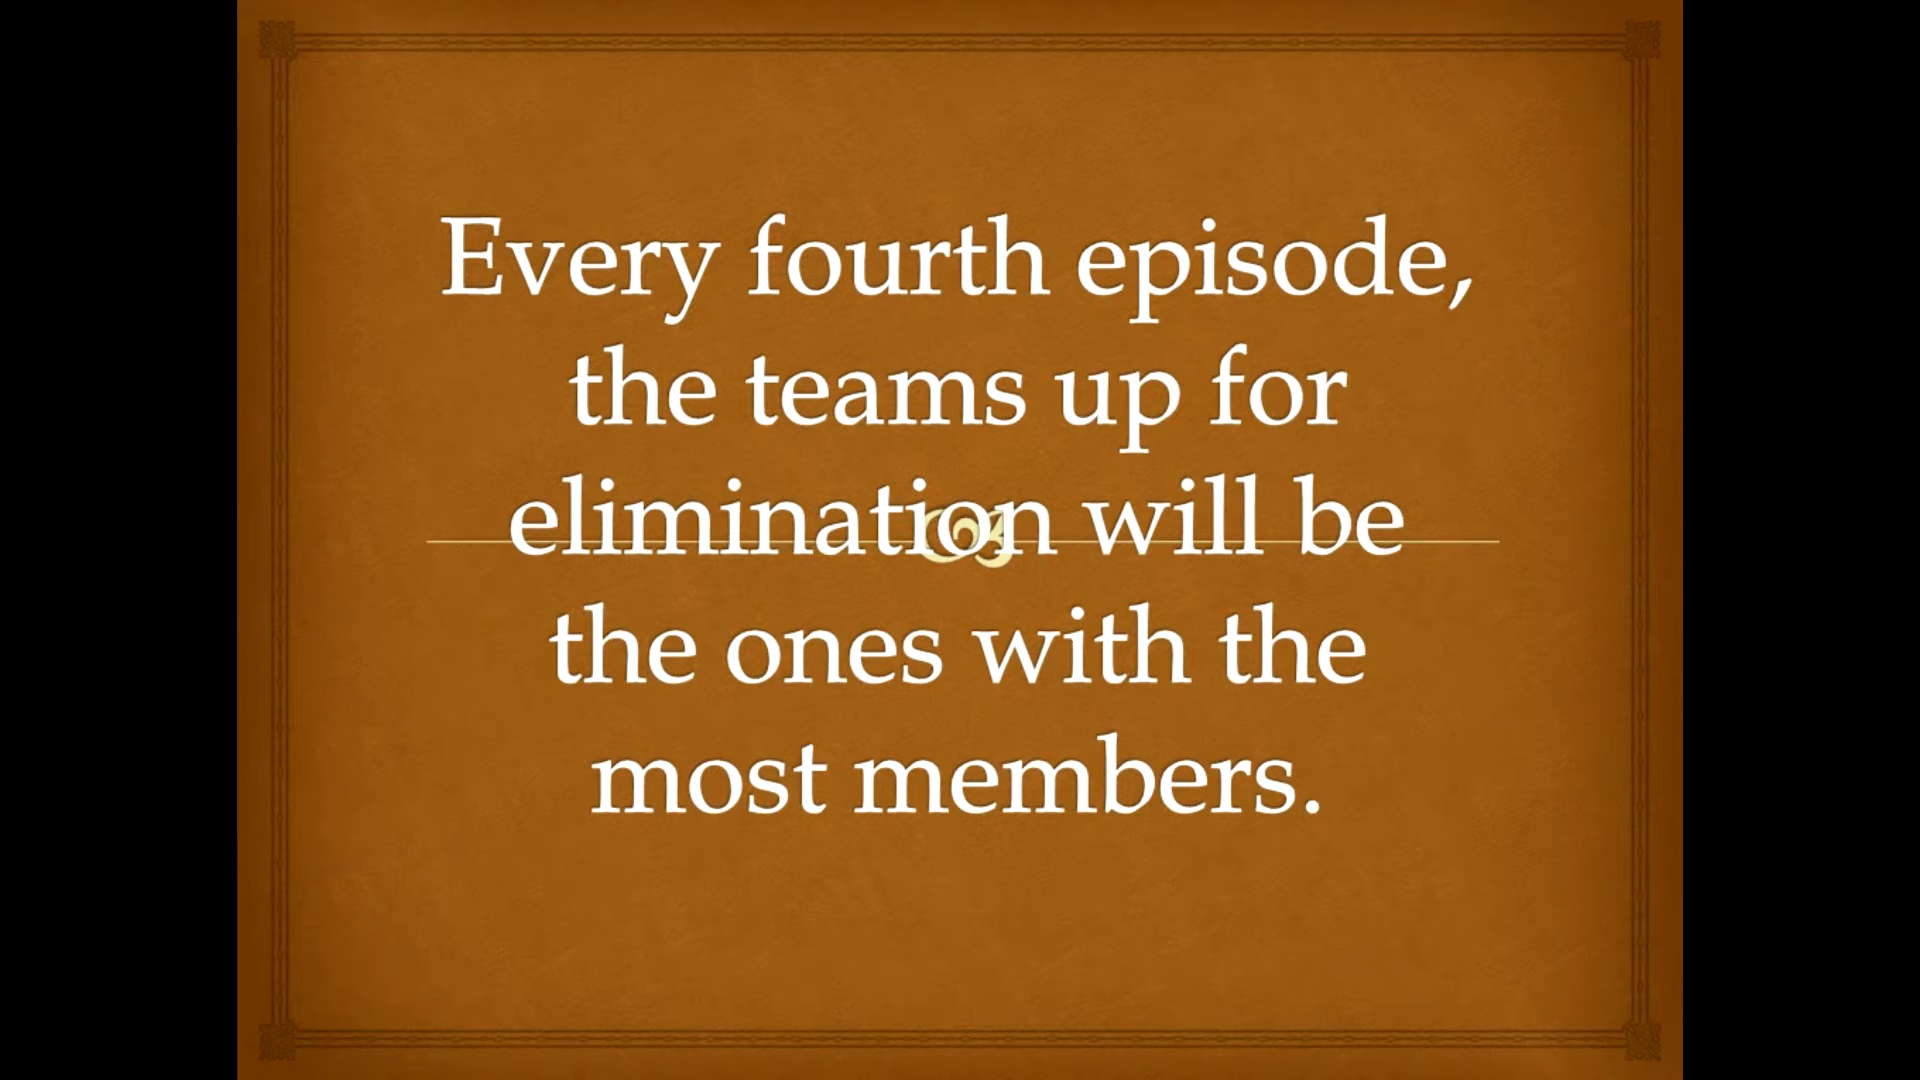 Every fourth episode,
the teams up for
elimination will be
the ones with the
most members.